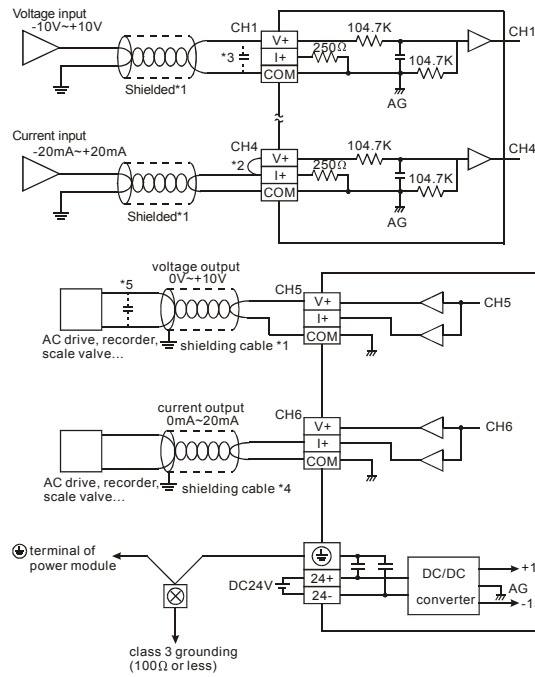 Voltage input
-10V~+10V
CH1
*3
V+
I+
COM
250Ω
104.7K
104.7K
AG
CH1
Shielded*1
Current input
-20mA~+20mA
CH4
*2
V+
I+
COM
250Ω
104.7K
104.7K
AG
CH4
Shielded*1
voltage output
0V~+10V
*5
CH5
V+
I+
COM
CH5
AC drive, recorder,
scale valve...
shielding cable *1
current output
0mA~20mA
CH6
V+
I+
COM
CH6
AC drive, recorder,
scale valve...
shielding cable *4
terminal of
power module
DC24V
24+
24-
DC/DC
converter
+1
AG
-1
class 3 grounding
(100Ω or less)